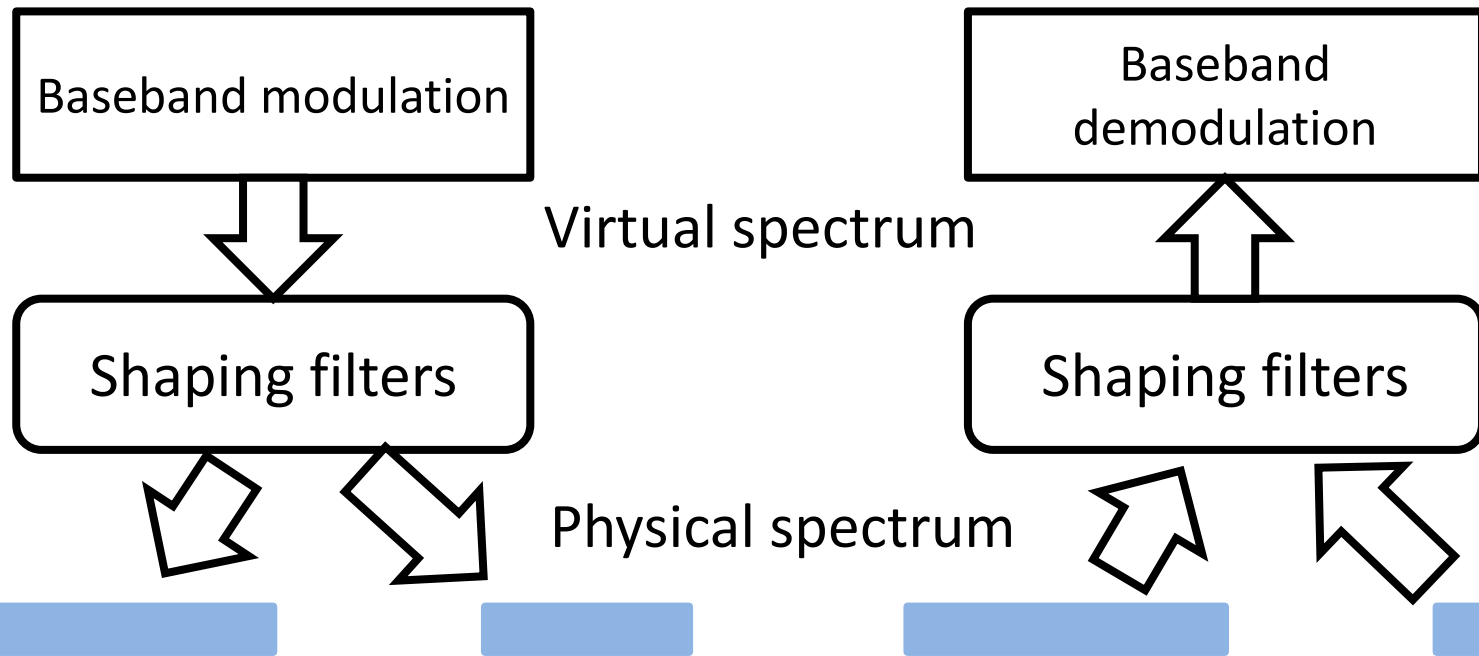 Baseband modulation
Baseband
demodulation
Virtual spectrum
Shaping filters
Shaping filters
Physical spectrum